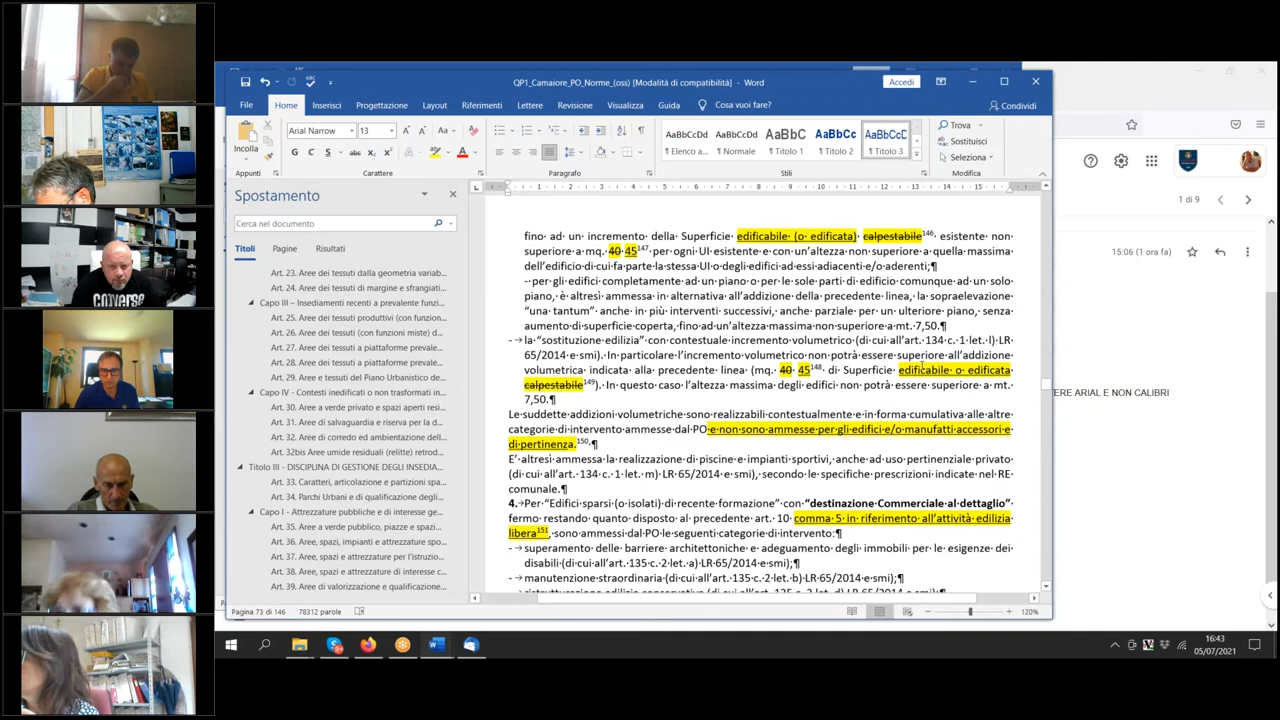 QP1_Camaiore_PO_Norme_(oss) [Modalità di compatibilità] - Word
Accedi
File Home Inserisci Progettazione Layout Riferimenti Lettere Revisione Visualizza Guida Cosa vuoi fare? Condividi
Incolla
Arial Narrow 13
AaBbCcDd AaBbCcDd AaBbC AaBbCc AaBbCcD
¶ Elenco a... ¶ Normale ¶ Titolo 1 ¶ Titolo 2 ¶ Titolo 3
Trova
Sostituisci
Seleziona
Appunti Carattere Paragrafo Stili Modifica
Spostamento
Cerca nel documento
Titoli Pagine Risultati
Art. 23. Aree dei tessuti dalla geometria variab...
Art. 24. Aree dei tessuti di margine e sfrangiati...
Capo III – Insediamenti recenti a prevalente funzi...
Art. 25. Aree dei tessuti produttivi (con funzion...
Art. 26. Aree dei tessuti (con funzioni miste) d...
Art. 27. Aree dei tessuti a piattaforme prevale...
Art. 28. Aree dei tessuti a piattaforme prevale...
Art. 29. Aree e tessuti del Piano Urbanistico de...
Capo IV - Contesti inedificati o non trasformati in...
Art. 30. Aree a verde privato e spazi aperti resi...
Art. 31. Aree di salvaguardia e riserva per la d...
Art. 32. Aree di corredo ed ambientazione delle...
Art. 32bis Aree umide residuali (relitte) retrod...
Titolo III - DISCIPLINA DI GESTIONE DEGLI INSEDIA...
Art. 33. Caratteri, articolazione e partizioni spa...
Art. 34. Parchi Urbani e di qualificazione degli...
Capo I - Attrezzature pubbliche e di interesse ge...
Art. 35. Aree a verde pubblico, piazze e spazi...
Art. 36. Aree, spazi, impianti e attrezzature spo...
Art. 37. Aree, spazi e attrezzature per l'istruzio...
Art. 38. Aree, spazi e attrezzature di interesse c...
Art. 39. Aree di valorizzazione e qualificazione...
fino ad un incremento della Superficie edificabile (o edificata) calpestabile146 esistente non
superiore a mq. 40 45147 per ogni UI esistente e con un'altezza non superiore a quella massima
dell'edificio di cui fa parte la stessa UI o degli edifici ad essi adiacenti e/o aderenti;¶
- per gli edifici completamente ad un piano o per le sole parti di edificio comunque ad un solo
piano, è altresì ammessa in alternativa all'addizione della precedente linea, la sopraelevazione
"una tantum" anche in più interventi successivi, anche parziale per un ulteriore piano, senza
aumento di superficie coperta, fino ad un'altezza massima non superiore a mt. 7,50.¶
- la "sostituzione edilizia" con contestuale incremento volumetrico (di cui all'art. 134 c. 1 let. l) LR
65/2014 e smi). In particolare l'incremento volumetrico non potrà essere superiore all'addizione
volumetrica indicata alla precedente linea (mq. 40 45148 di Superficie edificabile o edificata
calpestabile149). In questo caso l'altezza massima degli edifici non potrà essere superiore a mt.
7,50.¶
Le suddette addizioni volumetriche sono realizzabili contestualmente e in forma cumulativa alle altre
categorie di intervento ammesse dal PO e non sono ammesse per gli edifici e/o manufatti accessori e
di pertinenza.150 ¶
E' altresì ammessa la realizzazione di piscine e impianti sportivi, anche ad uso pertinenziale privato
(di cui all'art. 134 c. 1 let. m) LR 65/2014 e smi), secondo le specifiche prescrizioni indicate nel RE
comunale.¶
4. Per "Edifici sparsi (o isolati) di recente formazione" con "destinazione Commerciale al dettaglio"
fermo restando quanto disposto al precedente art. 10 comma 5 in riferimento all'attività edilizia
libera151, sono ammessi dal PO le seguenti categorie di intervento:
- superamento delle barriere architettoniche e adeguamento degli immobili per le esigenze dei
disabili (di cui all'art. 135 c. 2 let. a) LR 65/2014 e smi);¶
- manutenzione straordinaria (di cui all'art. 135 c. 2 let. b) LR 65/2014 e smi);¶
Pagina 73 di 146 78312 parole 120%
1 di 9
15:06 (1 ora fa)
ERE ARIAL E NON CALIBRI
CONVERSE
16:43
05/07/2021